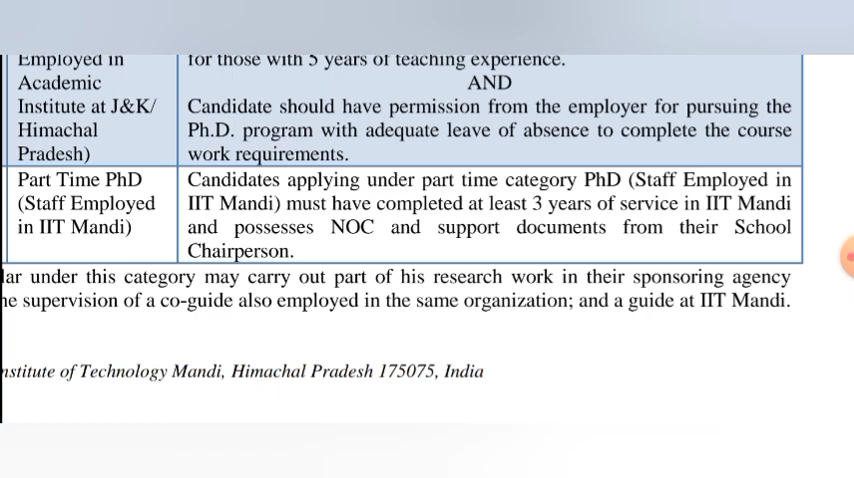 Employed in
Academic
Institute at J&K/
Himachal
Pradesh)
for those with 5 years of teaching experience.
AND
Candidate should have permission from the employer for pursuing the
Ph.D. program with adequate leave of absence to complete the course
work requirements.
Part Time PhD
(Staff Employed
in IIT Mandi)
Candidates applying under part time category PhD (Staff Employed in
IIT Mandi) must have completed at least 3 years of service in IIT Mandi
and possesses NOC and support documents from their School
Chairperson.
lar under this category may carry out part of his research work in their sponsoring agency
he supervision of a co-guide also employed in the same organization; and a guide at IIT Mandi.
nstitute of Technology Mandi, Himachal Pradesh 175075, India